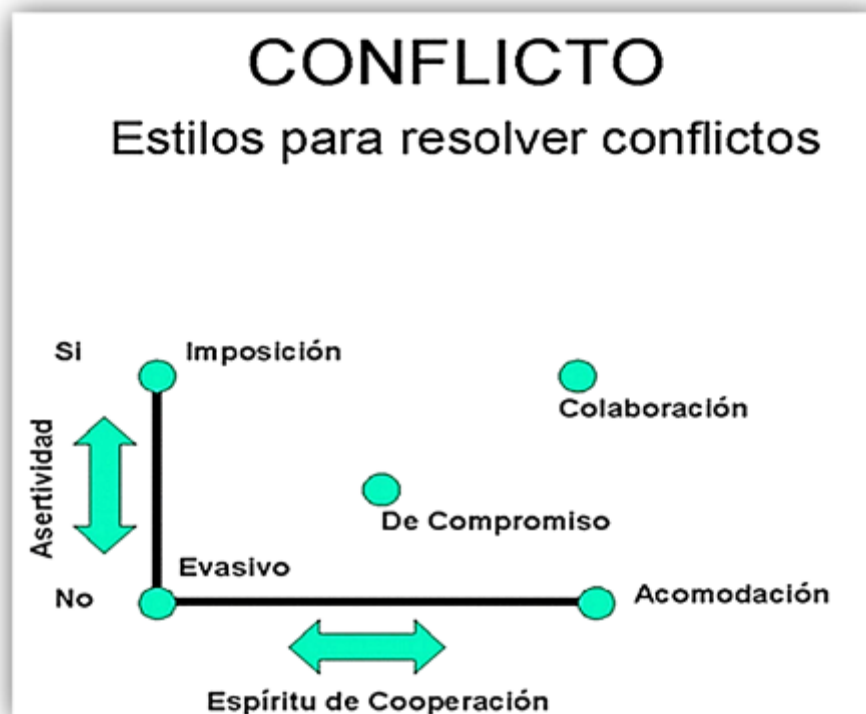 CONFLICTO
Estilos para resolver conflictos
Si
Imposición
Colaboración
Asertividad
De Compromiso
Evasivo
No
Acomodación
Espíritu de Cooperación